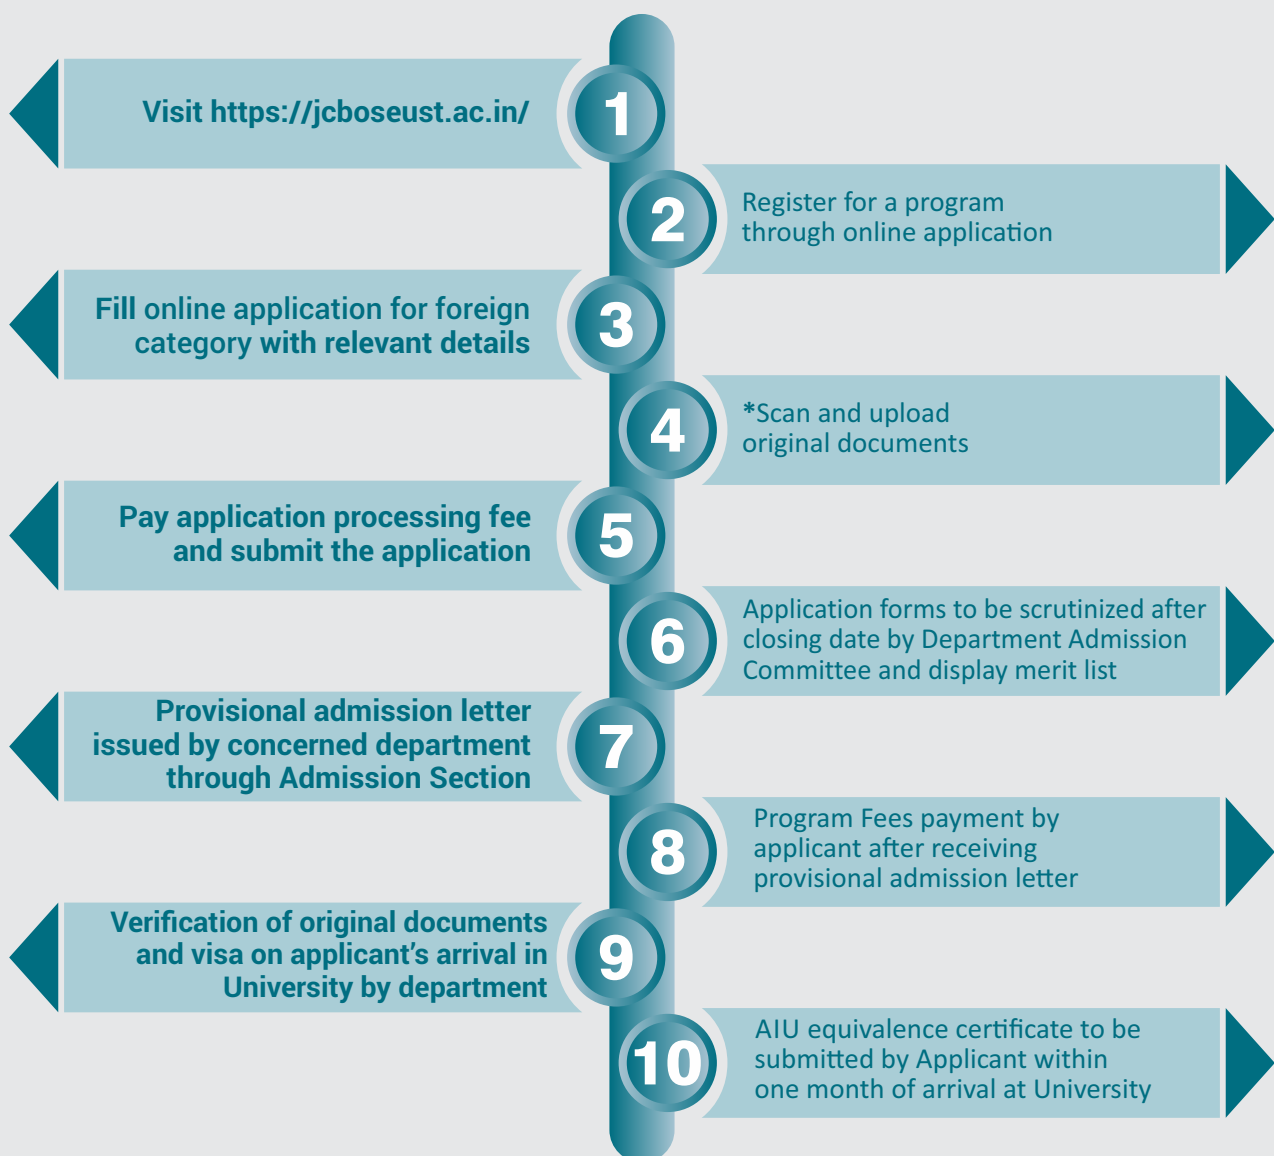 1
Visit https://jcboseust.ac.in/
2
Register for a program
through online application
3
Fill online application for foreign
category with relevant details
4
*Scan and upload
original documents
5
Pay application processing fee
and submit the application
6
Application forms to be scrutinized after
closing date by Department Admission
Committee and display merit list
7
Provisional admission letter
issued by concerned department
through Admission Section
8
Program Fees payment by
applicant after receiving
provisional admission letter
9
Verification of original documents
and visa on applicant’s arrival in
University by department
10
AIU equivalence certificate to be
submitted by Applicant within
one month of arrival at University